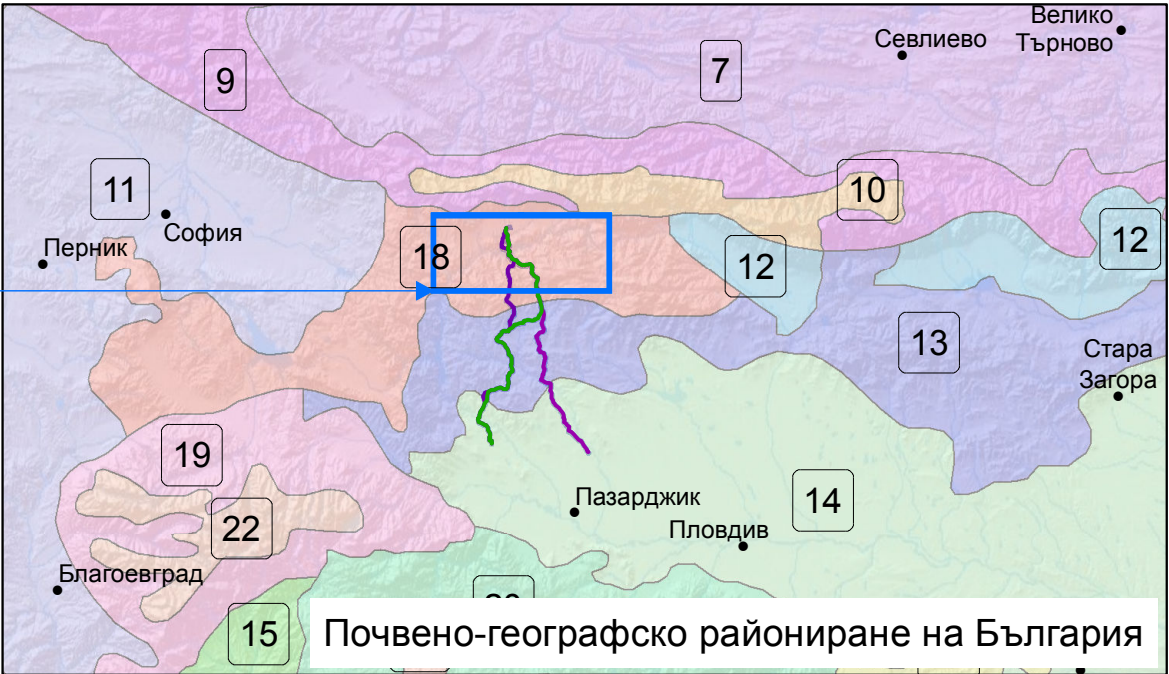 Велико
Търново
Севлиево
9
7
11
10
София
12
Перник
18
12
13
Стара
Загора
19
Пазарджик
14
22
Пловдив
Благоевград
15
Почвено-географско райониране на България